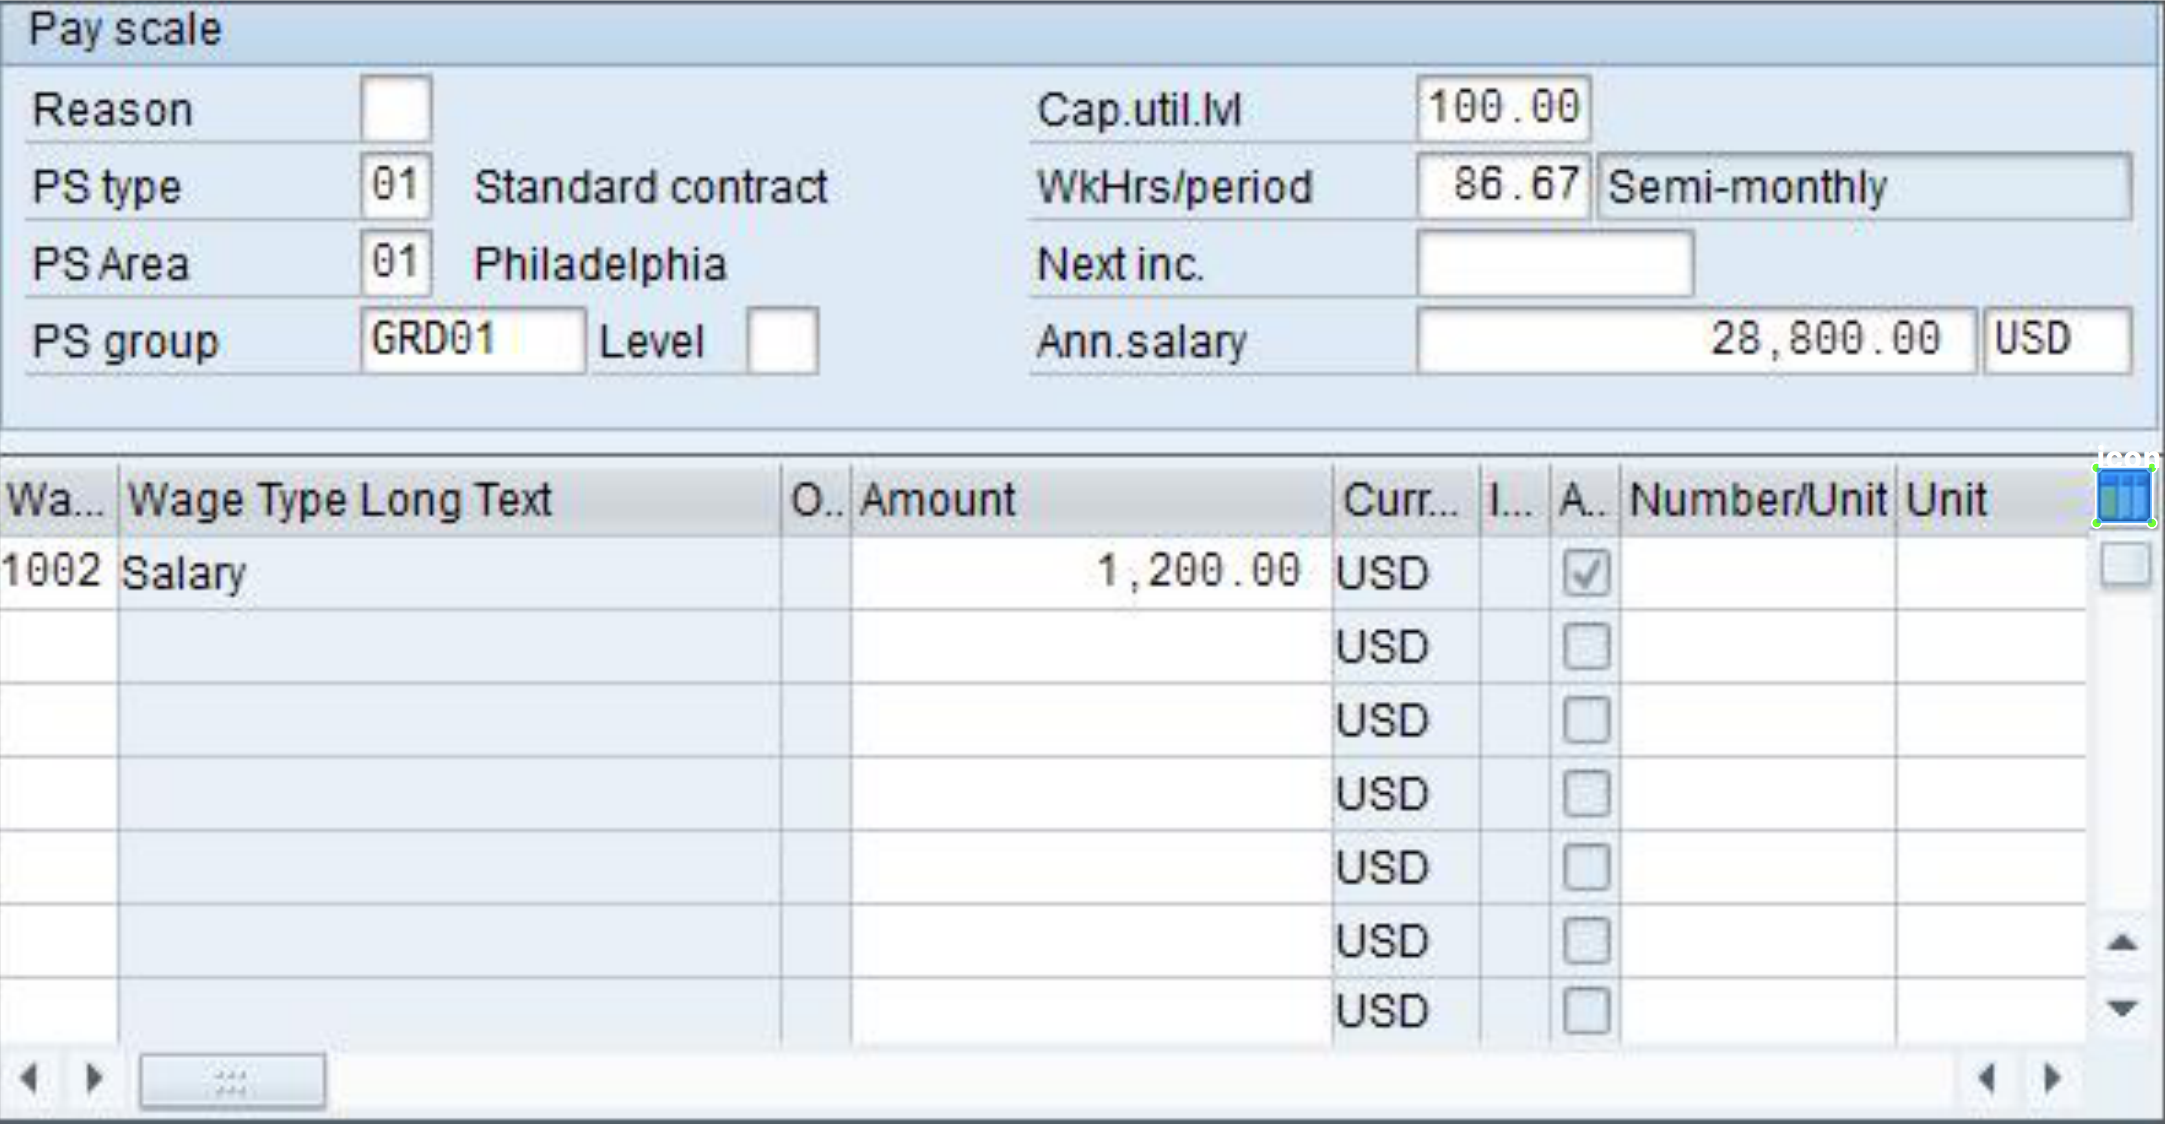 Pay scale
Reason Cap.util.lvl 100.00
PS type 01 Standard contract WkHrs/period 86.67 Semi-monthly
PS Area 01 Philadelphia Next inc.
PS group GRD01 Level Ann.salary 28,800.00 USD
Wa... Wage Type Long Text O.. Amount Curr... I... A.. Number/Unit Unit
1002 Salary 1,200.00 USD
USD
USD
USD
USD
USD
USD